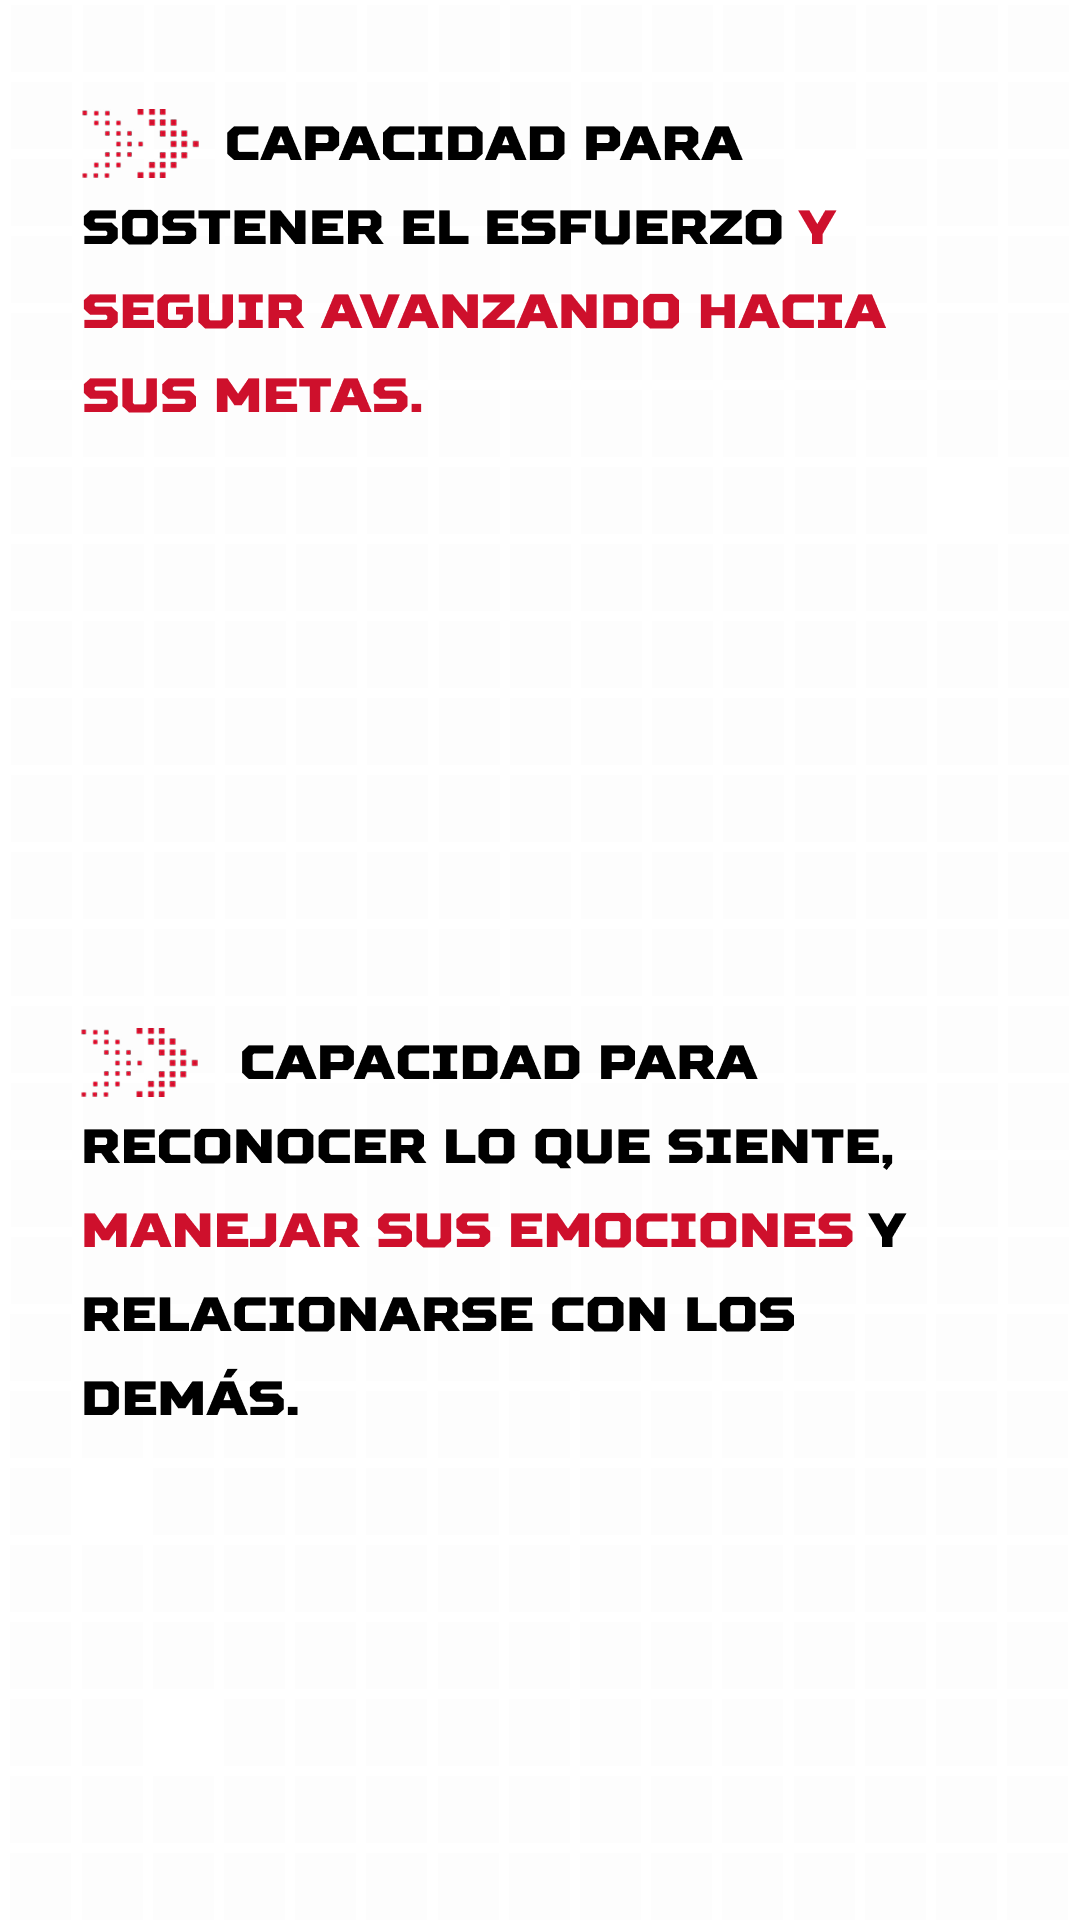 CAPACIDAD PARA
SOSTENER EL ESFUERZO Y
SEGUIR AVANZANDO HACIA
SUS METAS.
CAPACIDAD PARA
RECONOCER LO QUE SIENTE,
MANEJAR SUS EMOCIONES Y
RELACIONARSE CON LOS
DEMÁS.